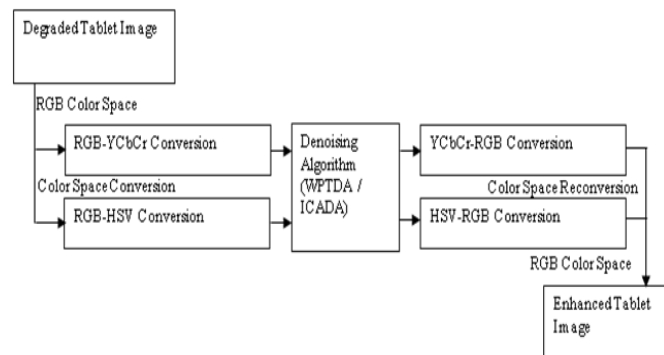 Degraded Tablet Image
RGB Color Space
RGB-YCbCr Conversion
Denoising
Algorithm
(WPTDA /
ICADA)
YCbCr-RGB Conversion
Color Space Conversion
Color Space Reconversion
RGB-HSV Conversion
HSV-RGB Conversion
RGB Color Space
Enhanced Tablet
Image